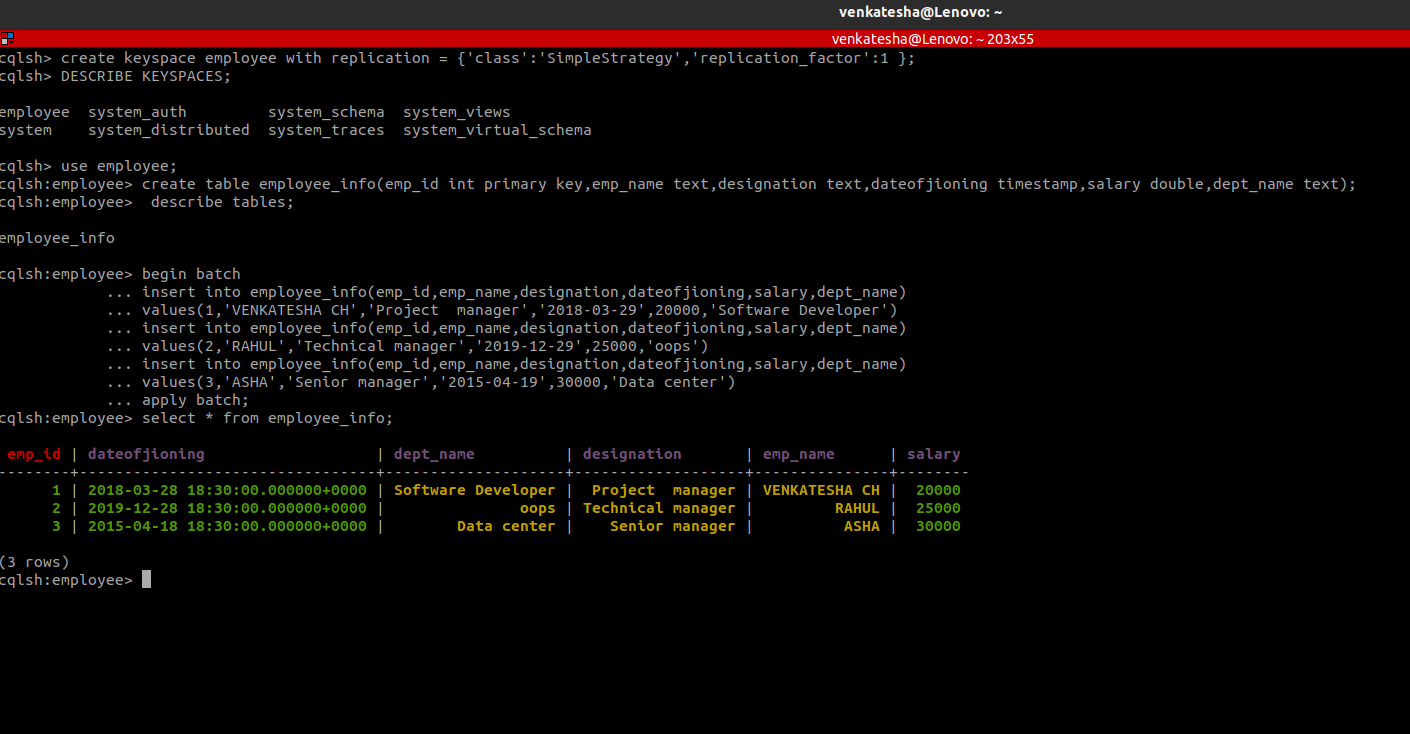 venkatesha@Lenovo: ~
venkatesha@Lenovo: ~ 203x55
cqlsh> create keyspace employee with replication = {'class':'SimpleStrategy','replication_factor':1 };
cqlsh> DESCRIBE KEYSPACES;
employee  system_auth         system_schema  system_views
system    system_distributed  system_traces  system_virtual_schema
cqlsh> use employee;
cqlsh:employee> create table employee_info(emp_id int primary key,emp_name text,designation text,dateofjioning timestamp,salary double,dept_name text);
cqlsh:employee>  describe tables;
employee_info
cqlsh:employee> begin batch
            ... insert into employee_info(emp_id,emp_name,designation,dateofjioning,salary,dept_name)
            ... values(1,'VENKATESHA CH','Project  manager','2018-03-29',20000,'Software Developer')
            ... insert into employee_info(emp_id,emp_name,designation,dateofjioning,salary,dept_name)
            ... values(2,'RAHUL','Technical manager','2019-12-29',25000,'oops')
            ... insert into employee_info(emp_id,emp_name,designation,dateofjioning,salary,dept_name)
            ... values(3,'ASHA','Senior manager','2015-04-19',30000,'Data center')
            ... apply batch;
cqlsh:employee> select * from employee_info;
 emp_id | dateofjioning                   | dept_name          | designation       | emp_name      | salary
--------+---------------------------------+--------------------+-------------------+---------------+--------
      1 | 2018-03-28 18:30:00.000000+0000 | Software Developer |  Project  manager | VENKATESHA CH |  20000
      2 | 2019-12-28 18:30:00.000000+0000 |               oops | Technical manager |         RAHUL |  25000
      3 | 2015-04-18 18:30:00.000000+0000 |        Data center |    Senior manager |          ASHA |  30000
(3 rows)
cqlsh:employee>